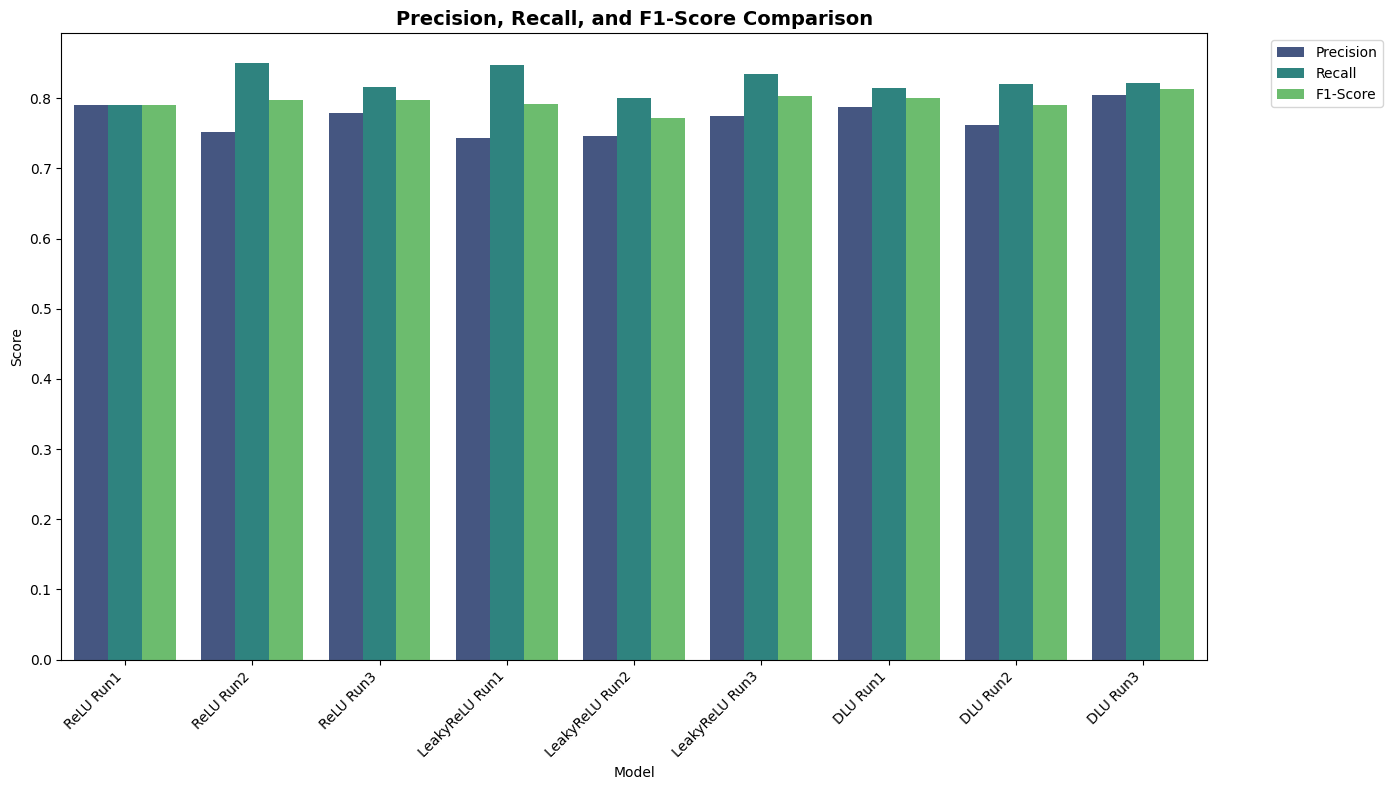 Precision, Recall, and F1-Score Comparison
Precision
Recall
F1-Score
Score
0.8
0.7
0.6
0.5
0.4
0.3
0.2
0.1
0.0
ReLU Run1
ReLU Run2
ReLU Run3
LeakyReLU Run1
LeakyReLU Run2
LeakyReLU Run3
DLU Run1
DLU Run2
DLU Run3
Model